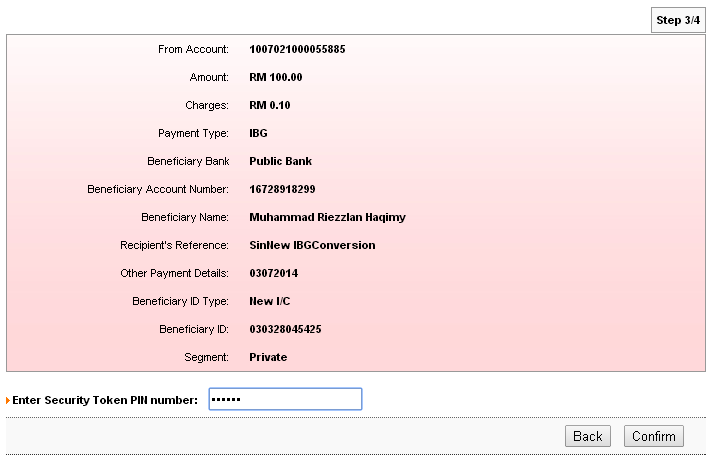 Step 3/4
From Account: 1007021000055885
Amount: RM 100.00
Charges: RM 0.10
Payment Type: IBG
Beneficiary Bank Public Bank
Beneficiary Account Number: 16728918299
Beneficiary Name: Muhammad Riezzlan Haqimy
Recipient's Reference: SinNew IBGConversion
Other Payment Details: 03072014
Beneficiary ID Type: New I/C
Beneficiary ID: 030328045425
Segment: Private
Enter Security Token PIN number: ••••••
Back Confirm